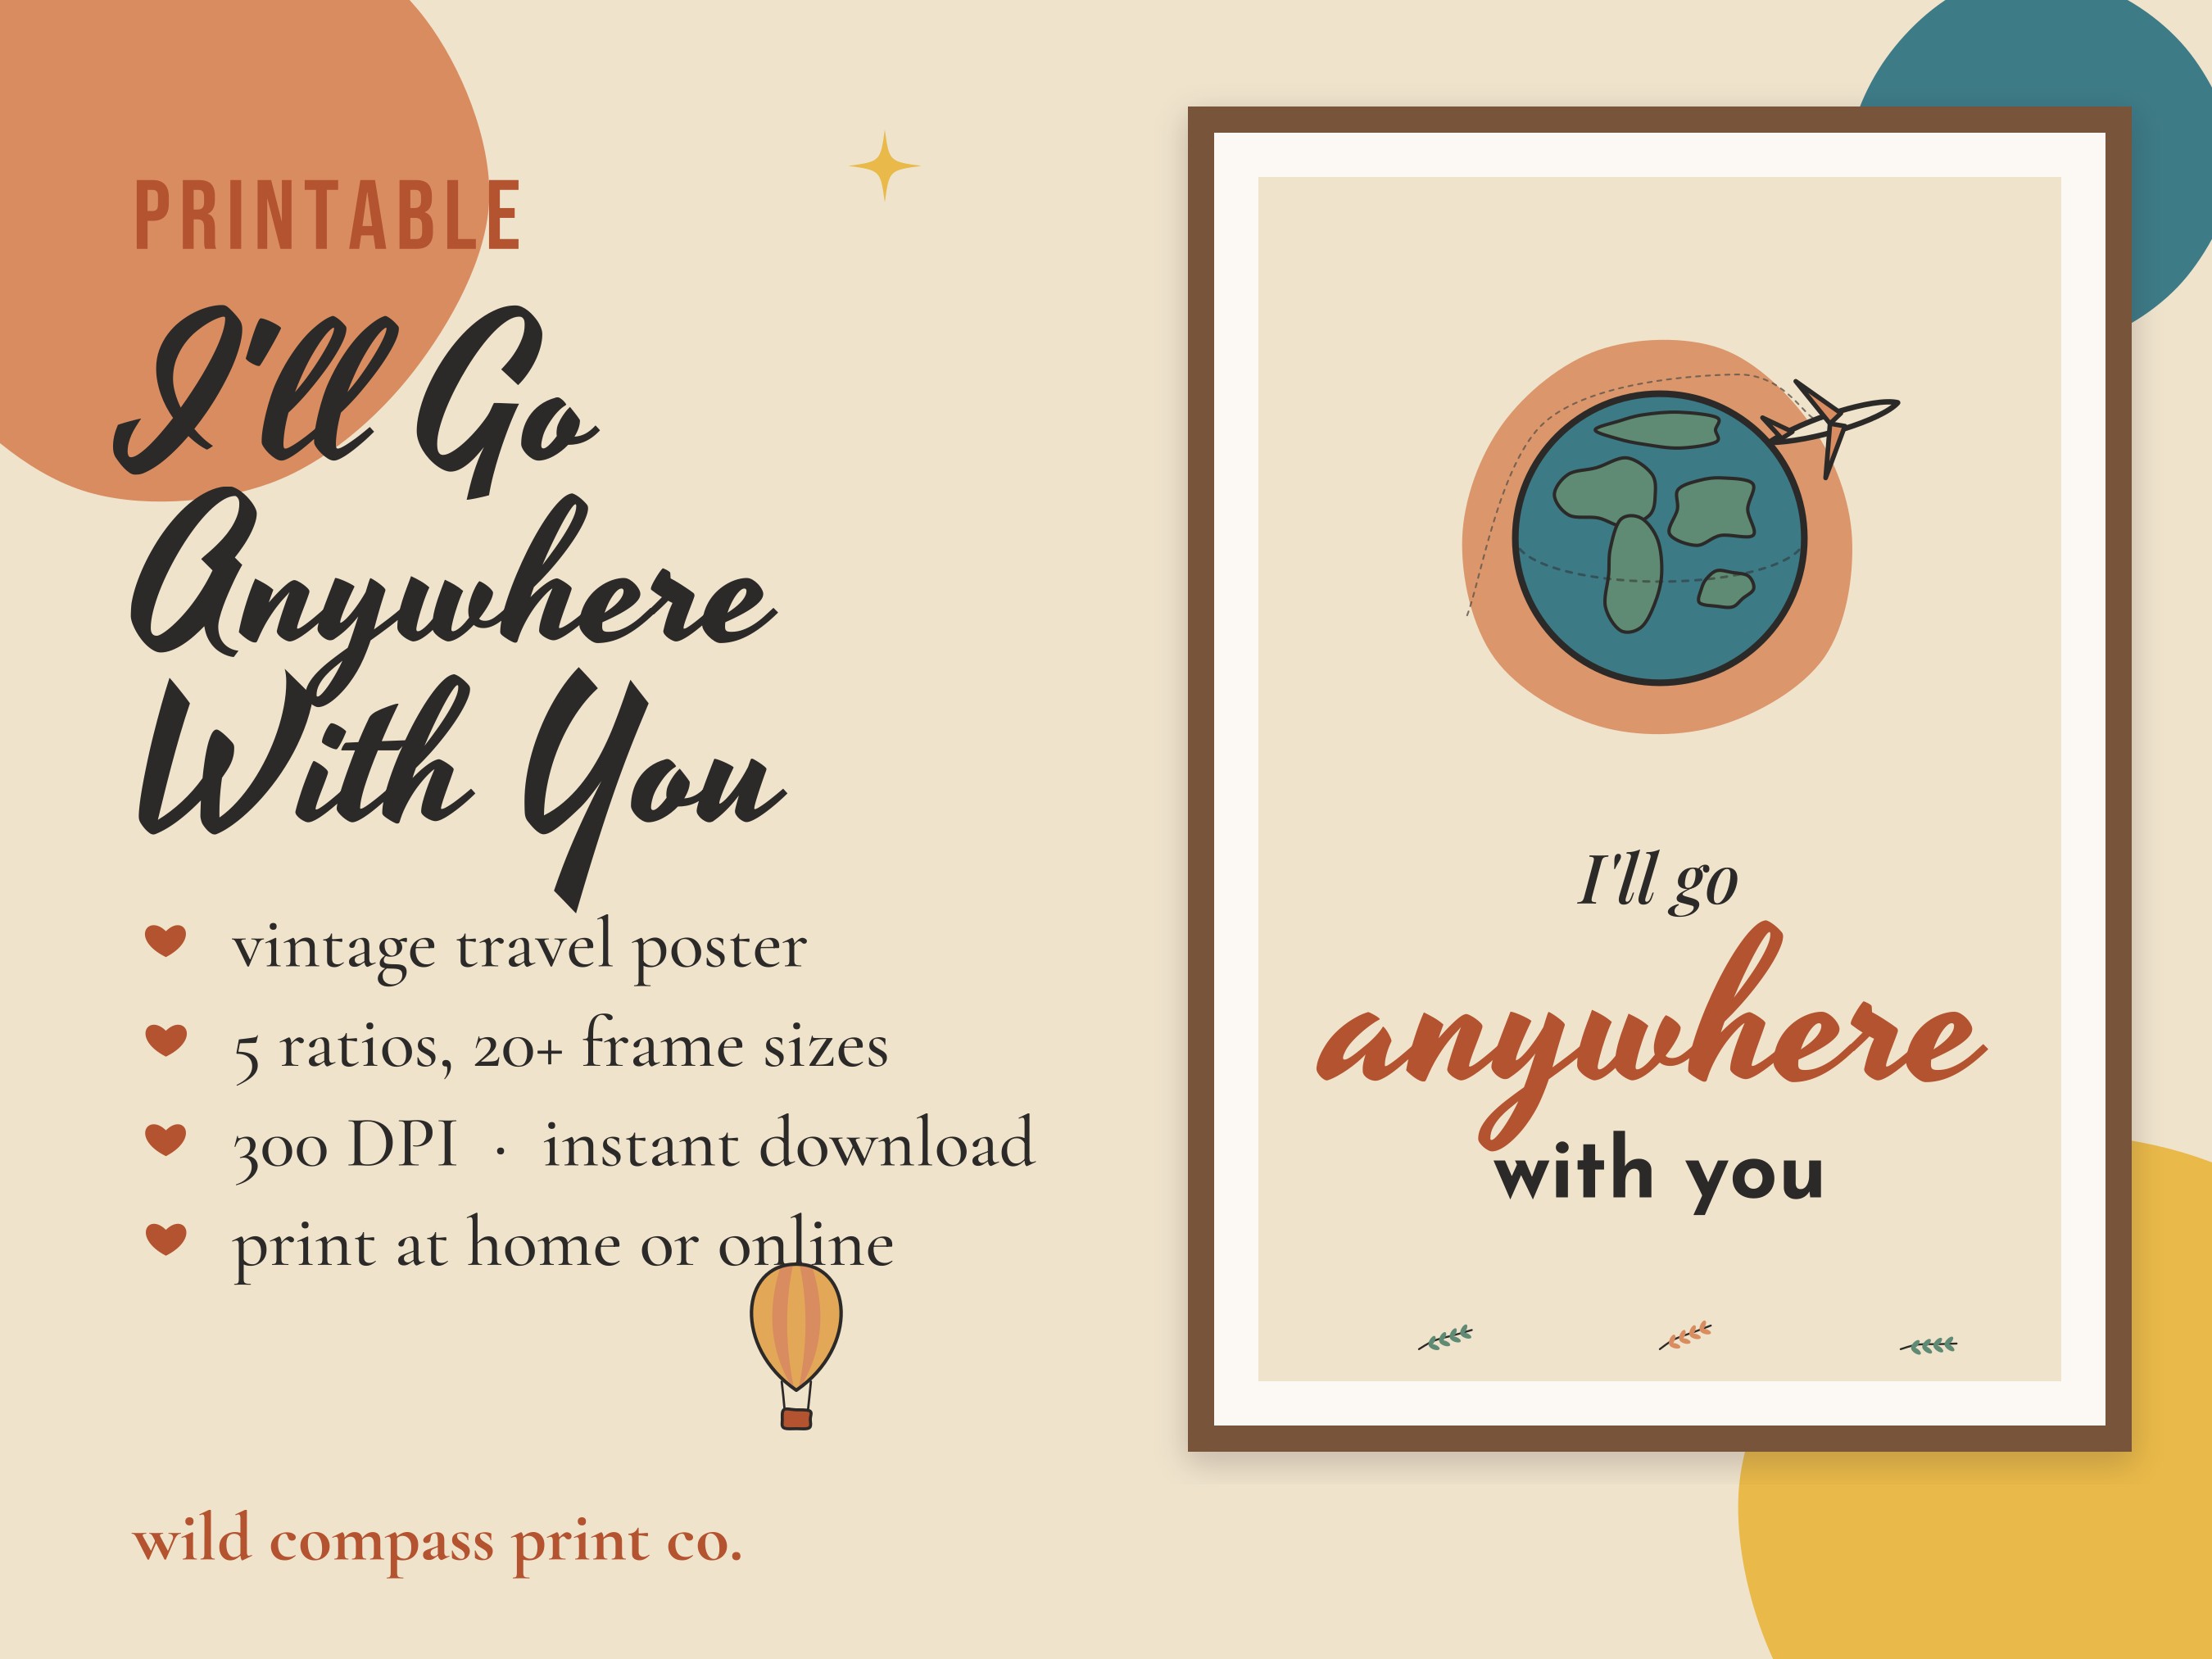 PRINTABLE
I'll Go
Anywhere
With You
vintage travel poster
5 ratios, 20+ frame sizes
300 DPI · instant download
print at home or online
wild compass print co.
I'll go
anywhere
with you